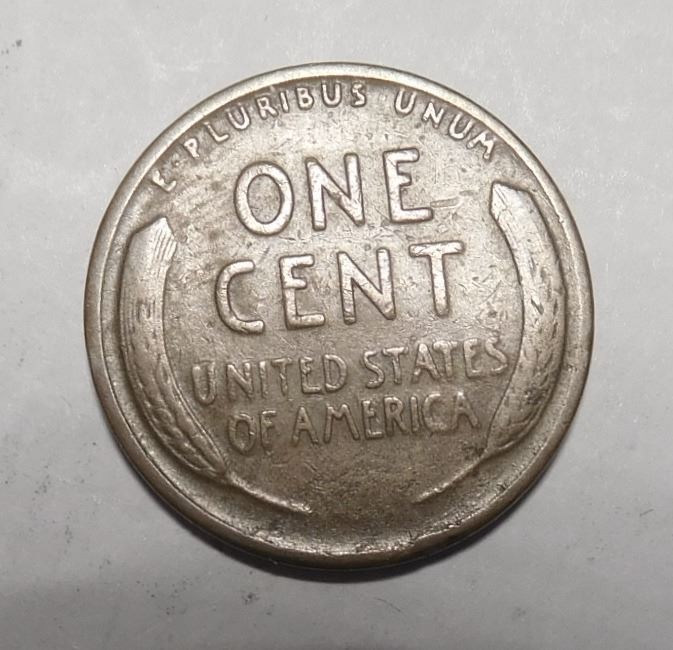 E PLURIBUS UNUM
ONE
CENT
UNITED STATES
OF AMERICA